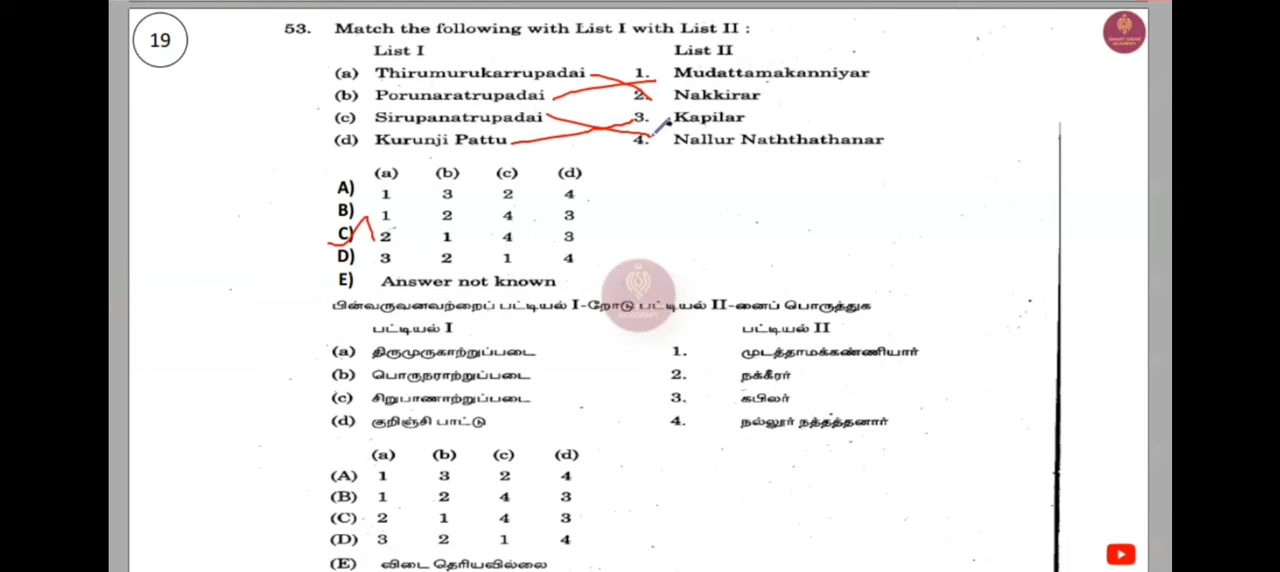 19
53. Match the following with List I with List II :
List I List II
(a) Thirumurukarrupadai 1. Mudattamakanniyar
(b) Porunaratrupadai 2. Nakkirar
(c) Sirupanatrupadai 3. Kapilar
(d) Kurunji Pattu 4. Nallur Naththathanar
(a) (b) (c) (d)
A) 1 3 2 4
B) 1 2 4 3
C) 2 1 4 3
D) 3 2 1 4
E) Answer not known
பின்வருவனவற்றைப் பட்டியல் I-றோடு பட்டியல் II-னைப் பொருத்துக
பட்டியல் I பட்டியல் II
(a) திருமுருகாற்றுப்படை 1. முடத்தாமக்கண்ணியார்
(b) பொருநராற்றுப்படை 2. நக்கீரர்
(c) சிறுபாணாற்றுப்படை 3. கபிலர்
(d) குறிஞ்சி பாட்டு 4. நல்லூர் நத்தத்தனார்
(a) (b) (c) (d)
(A) 1 3 2 4
(B) 1 2 4 3
(C) 2 1 4 3
(D) 3 2 1 4
(E) விடை தெரியவில்லை